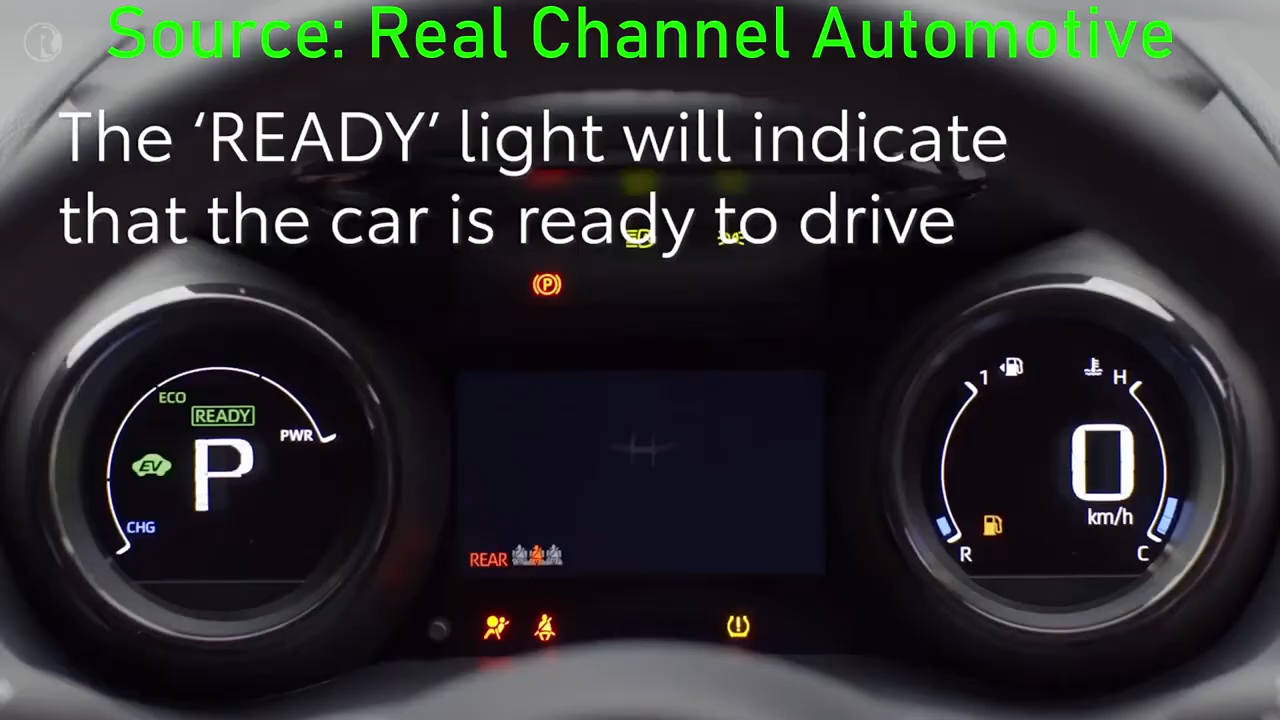 Source: Real Channel Automotive
The ‘READY’ light will indicate
that the car is ready to drive
ECO
READY
PWR
P
EV
CHG
REAR
1
H
0
km/h
R
C